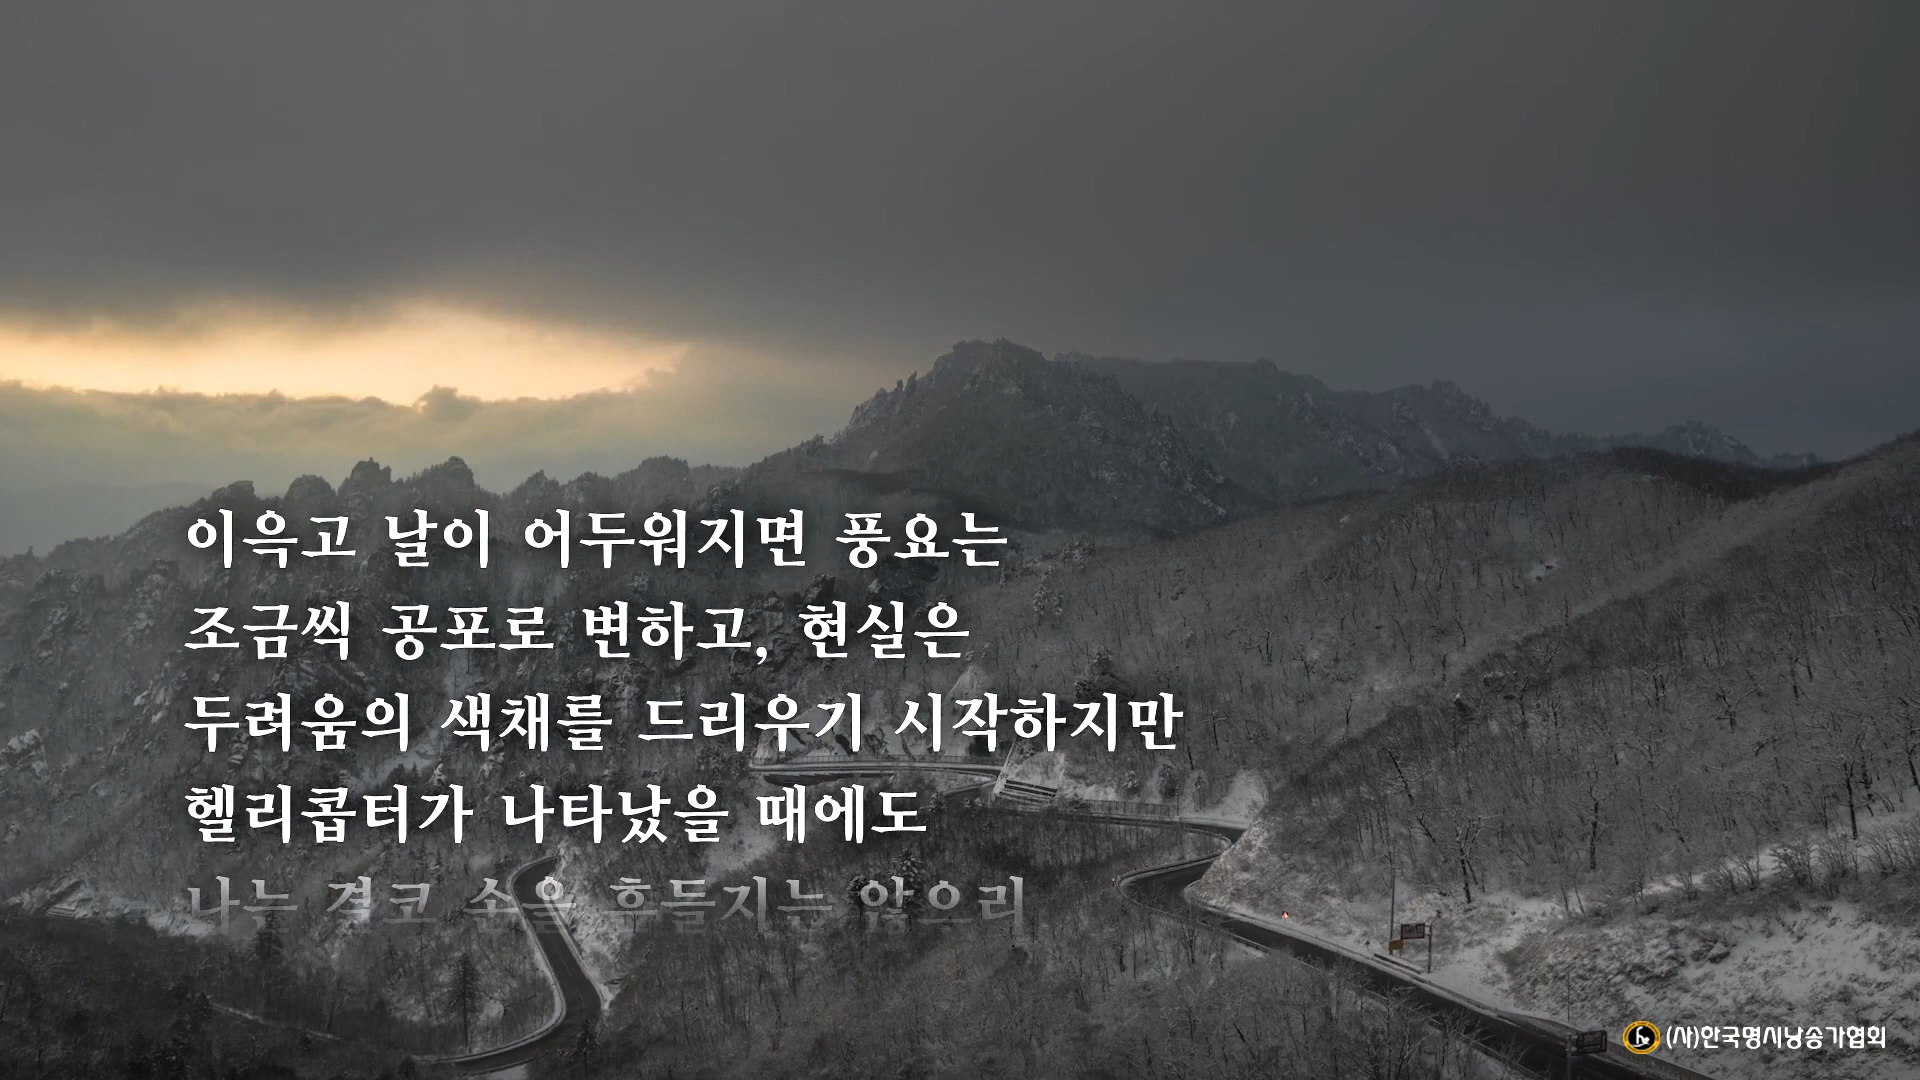 이윽고 날이 어두워지면 풍요는
조금씩 공포로 변하고, 현실은
두려움의 색채를 드리우기 시작하지만
헬리콥터가 나타났을 때에도
나는 결코 손을 흔들지는 않으리
(사)한국명시낭송가협회